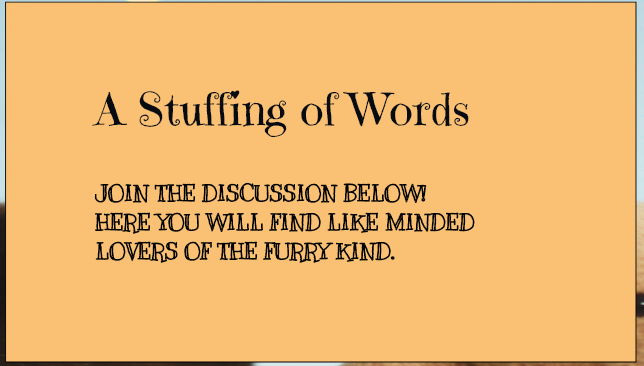 A Stuffing of Words
JOIN THE DISCUSSION BELOW!
HERE YOU WILL FIND LIKE MINDED
LOVERS OF THE FURRY KIND.